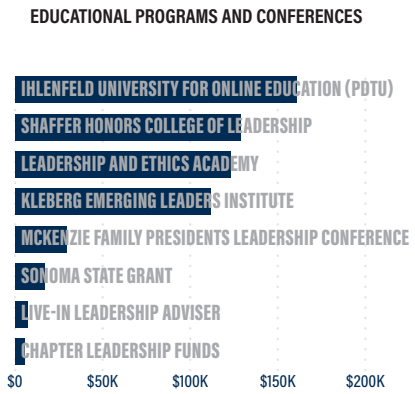 EDUCATIONAL PROGRAMS AND CONFERENCES
IHLENFELD UNIVERSITY FOR ONLINE EDUCATION (PDTU)
SHAFFER HONORS COLLEGE OF LEADERSHIP
LEADERSHIP AND ETHICS ACADEMY
KLEBERG EMERGING LEADERS INSTITUTE
MCKENZIE FAMILY PRESIDENTS LEADERSHIP CONFERENCE
SONOMA STATE GRANT
LIVE-IN LEADERSHIP ADVISER
CHAPTER LEADERSHIP FUNDS
$0 $50K $100K $150K $200K